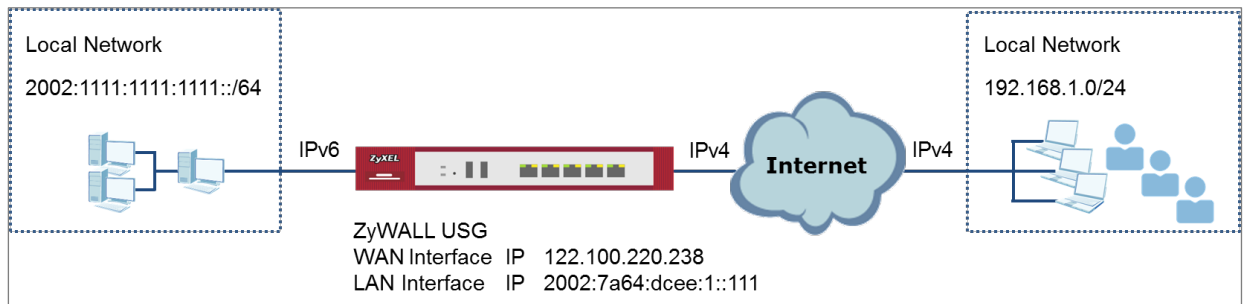 Local Network
2002:1111:1111:1111::/64
IPv6
ZyXEL
IPv4
Internet
IPv4
Local Network
192.168.1.0/24
ZyWALL USG
WAN Interface IP 122.100.220.238
LAN Interface IP 2002:7a64:dcee:1::111